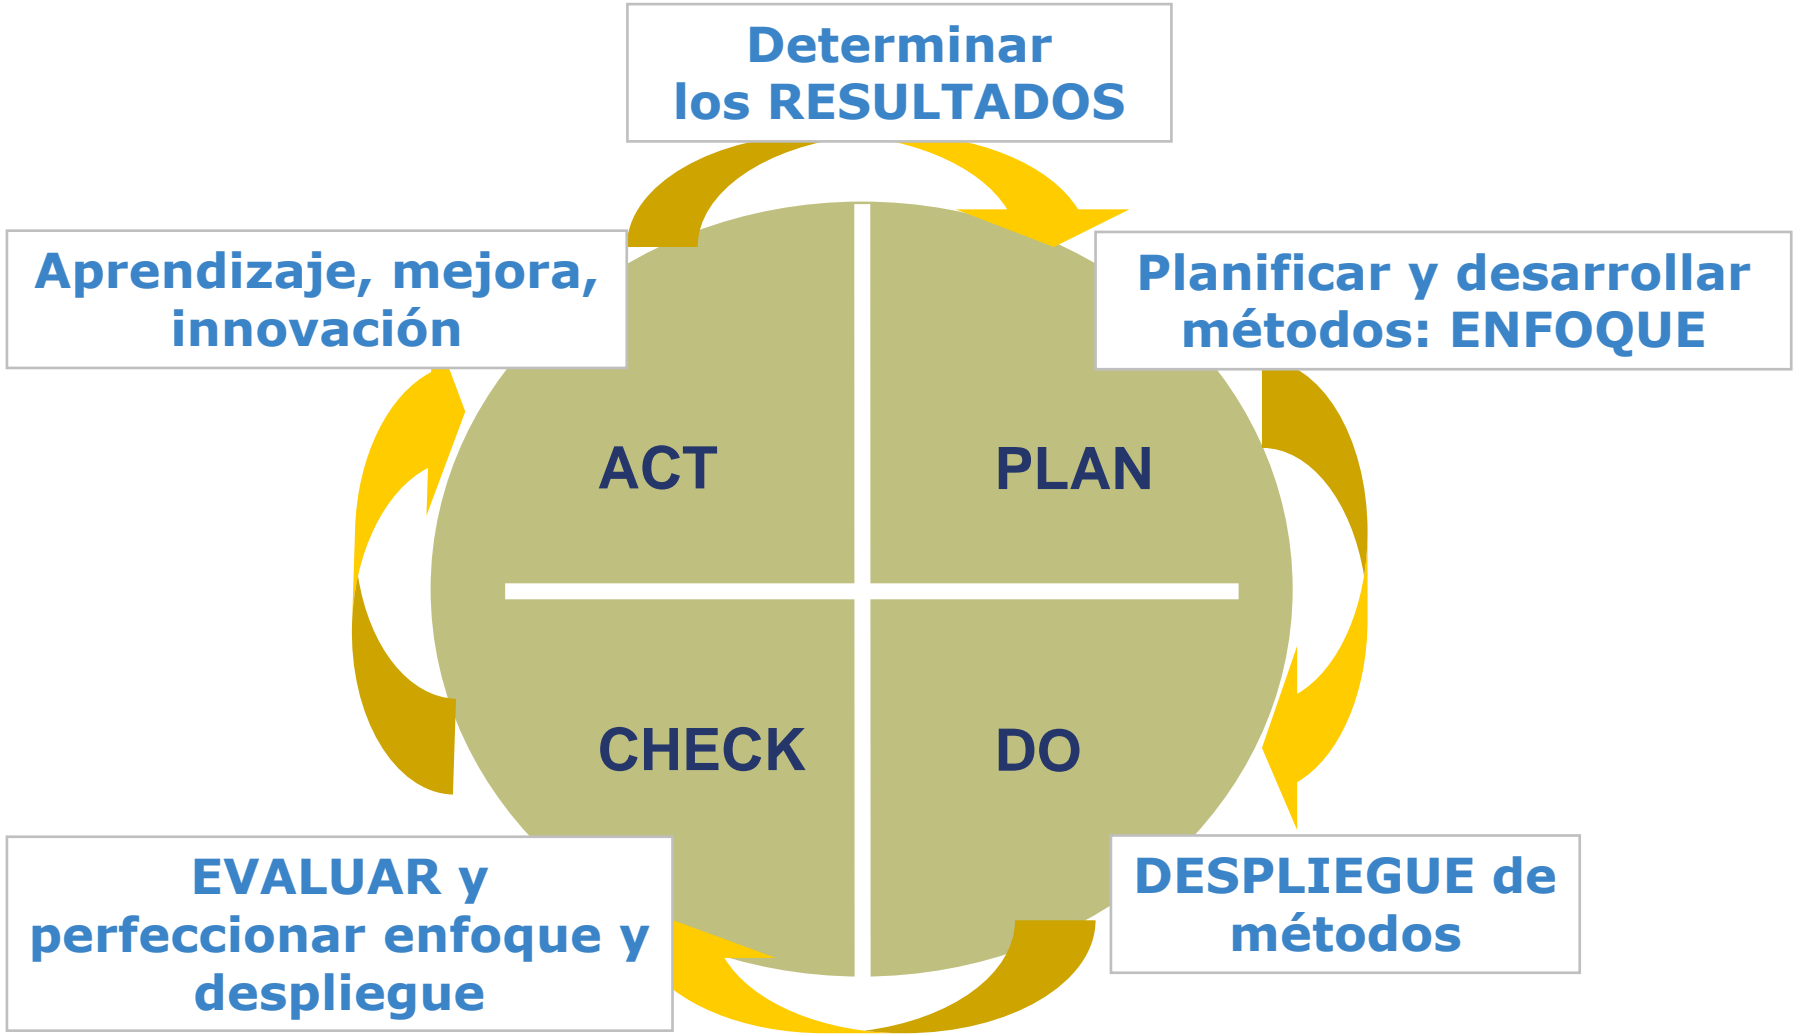 Determinar
los RESULTADOS
Aprendizaje, mejora,
innovación
Planificar y desarrollar
métodos: ENFOQUE
ACT
PLAN
CHECK
DO
EVALUAR y
perfeccionar enfoque y
despliegue
DESPLIEGUE de
métodos